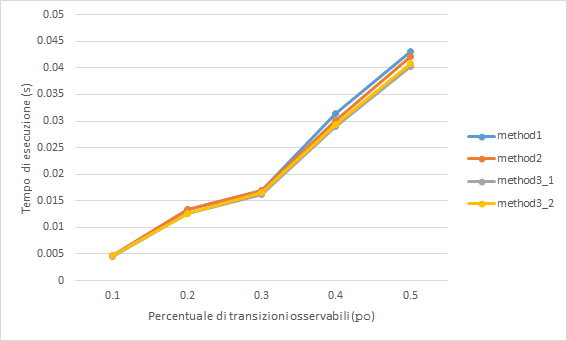 0.05
0.045
0.04
0.035
0.03
0.025
0.02
0.015
0.01
0.005
0
Tempo di esecuzione (s)
0.1 0.2 0.3 0.4 0.5
Percentuale di transizioni osservabili (po)
method1
method2
method3_1
method3_2